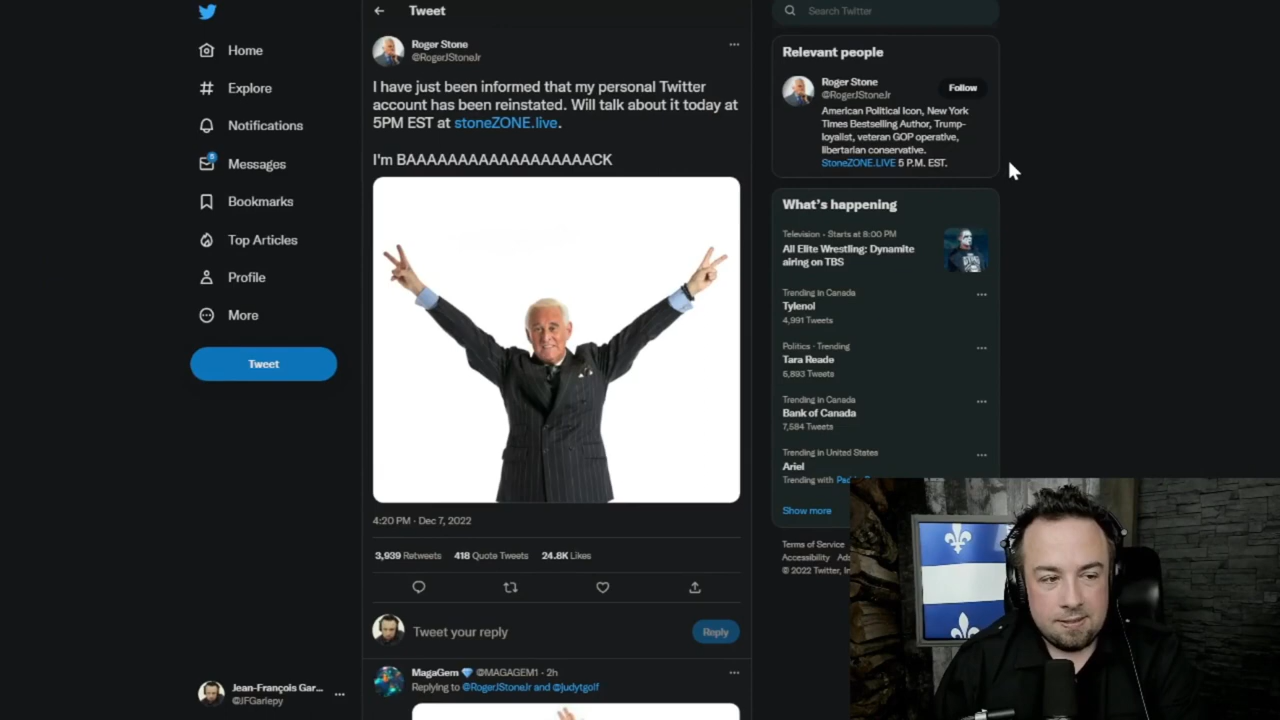 Home
Explore
Notifications
Messages
Bookmarks
Top Articles
Profile
More
Tweet
Jean-François Gar...
@JFGariepy
Tweet
Roger Stone
@RogerJStoneJr
I have just been informed that my personal Twitter
account has been reinstated. Will talk about it today at
5PM EST at stoneZONE.live.
I'm BAAAAAAAAAAAAAAAAAACK
4:20 PM · Dec 7, 2022
3,939 Retweets 418 Quote Tweets 24.8K Likes
Tweet your reply
Reply
MagaGem 💎 @MAGAGEM1 · 2h
Replying to @RogerJStoneJr and @judytgolf
Search Twitter
Relevant people
Roger Stone
@RogerJStoneJr
Follow
American Political Icon, New York
Times Bestselling Author, Trump-
loyalist, veteran GOP operative,
libertarian conservative.
StoneZONE.LIVE 5 P.M. EST.
What's happening
Television · Starts at 8:00 PM
All Elite Wrestling: Dynamite
airing on TBS
Trending in Canada
Tylenol
4,991 Tweets
Politics · Trending
Tara Reade
5,893 Tweets
Trending in Canada
Bank of Canada
7,584 Tweets
Trending in United States
Ariel
Trending with
Show more
Terms of Service
Accessibility
© 2022 Twitter,